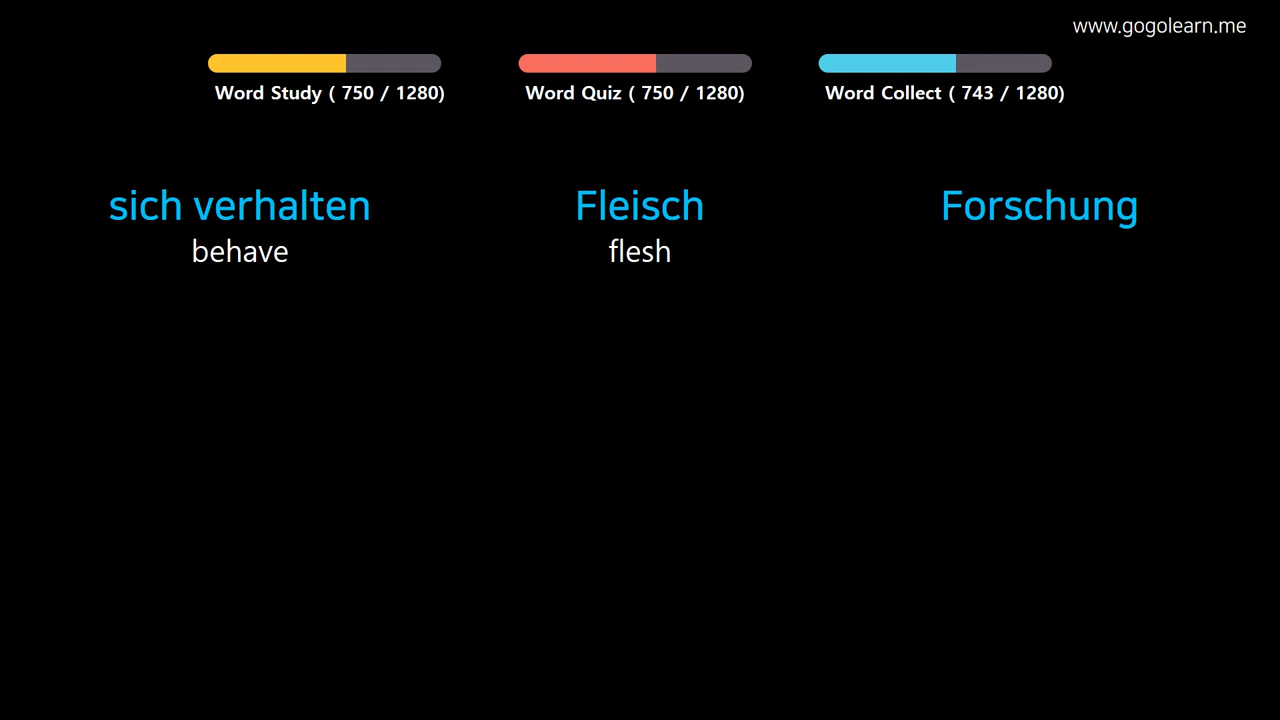 www.gogolearn.me
Word Study ( 750 / 1280)
Word Quiz ( 750 / 1280)
Word Collect ( 743 / 1280)
sich verhalten
behave
Fleisch
flesh
Forschung